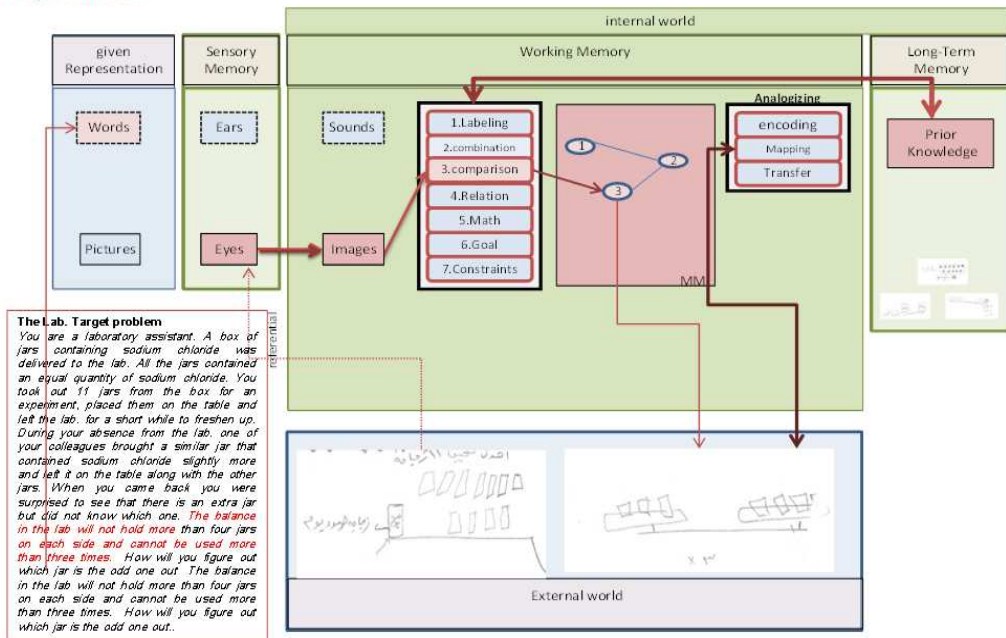 internal world
given
Representation
Sensory
Memory
Working Memory
Long-Term
Memory
Words
Ears
Sounds
Pictures
Eyes
Images
1.Labeling
2.combination
3.comparison
4.Relation
5.Math
6.Goal
7.Constraints
1
2
3
MM
Analogizing
encoding
Mapping
Transfer
Prior
Knowledge
referential
The Lab. Target problem
You are a laboratory assistant. A box of
jars containing sodium chloride was
delivered to the lab. All the jars contained
an equal quantity of sodium chloride. You
took out 11 jars from the box for an
experiment, placed them on the table and
left the lab. for a short while to freshen up.
During your absence from the lab. one of
your colleagues brought a similar jar that
contained sodium chloride slightly more
and left it on the table along with the other
jars. When you came back you were
surprised to see that there is an extra jar
but did not know which one. The balance
in the lab will not hold more than four jars
on each side and cannot be used more
than three times. How will you figure out
which jar is the odd one out The balance
in the lab will not hold more than four jars
on each side and cannot be used more
than three times. How will you figure out
which jar is the odd one out..
x ٣
External world